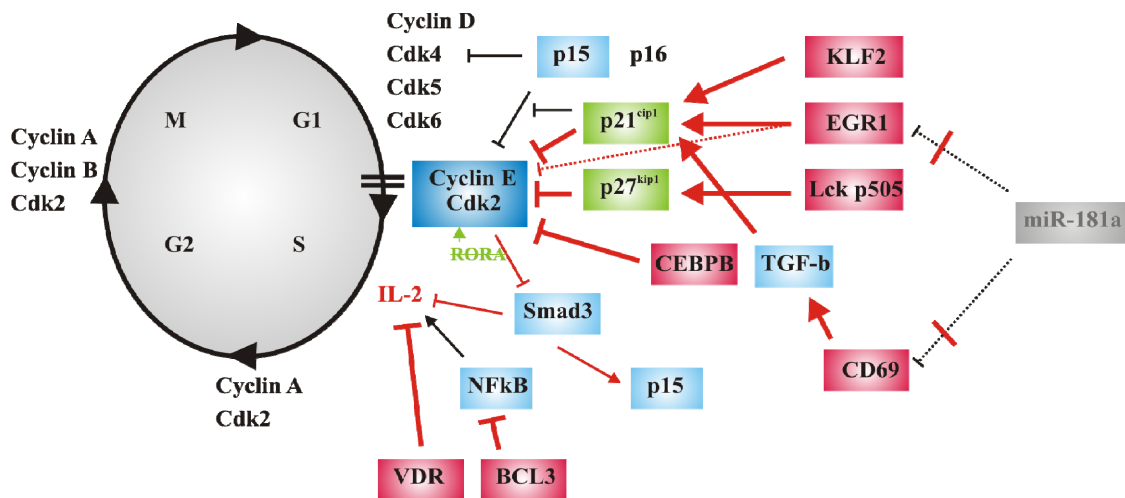 Cyclin D
Cdk4
Cdk5
Cdk6
p15
p16
KLF2
M
G1
p21cip1
EGR1
Cyclin A
Cyclin B
Cdk2
Cyclin E
Cdk2
p27kip1
Lck p505
miR-181a
G2
S
RORA
CEBPB
TGF-b
IL-2
Smad3
CD69
Cyclin A
Cdk2
NFkB
p15
VDR
BCL3